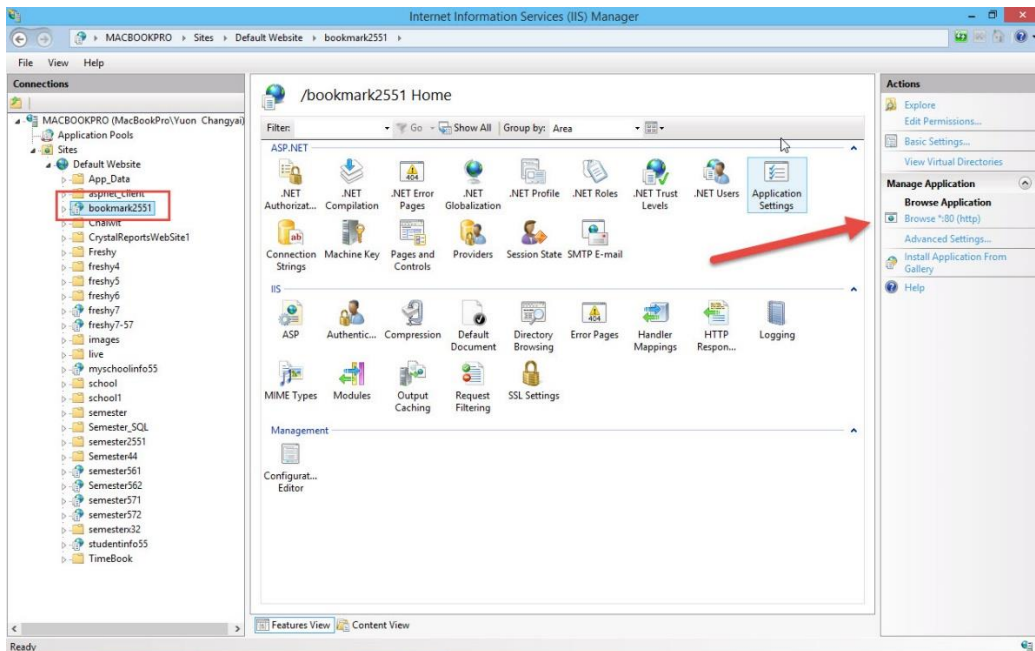 Internet Information Services (IIS) Manager
MACBOOKPRO Sites Default Website bookmark2551
File View Help
Connections
MACBOOKPRO (MacBookPro\Yuon Changyai)
Application Pools
Sites
Default Website
App_Data
aspnet_client
bookmark2551
Chaiwit
CrystalReportsWebSite1
Freshy
freshy4
freshy5
freshy6
freshy7
freshy7-57
images
live
myschoolinfo55
school
school1
semester
Semester_SQL
semester2551
Semester44
semester561
Semester562
semester571
semester572
semesterx32
studentinfo55
TimeBook
/bookmark2551 Home
Filter: Go Show All Group by: Area
ASP.NET
.NET Authorizat...
.NET Compilation
.NET Error Pages
.NET Globalization
.NET Profile
.NET Roles
.NET Trust Levels
.NET Users
Application Settings
Connection Strings
Machine Key
Pages and Controls
Providers
Session State
SMTP E-mail
IIS
ASP
Authentic...
Compression
Default Document
Directory Browsing
Error Pages
Handler Mappings
HTTP Respon...
Logging
MIME Types
Modules
Output Caching
Request Filtering
SSL Settings
Management
Configurat... Editor
Features View Content View
Actions
Explore
Edit Permissions...
Basic Settings...
View Virtual Directories
Manage Application
Browse Application
Browse *:80 (http)
Advanced Settings...
Install Application From
Gallery
Help
Ready